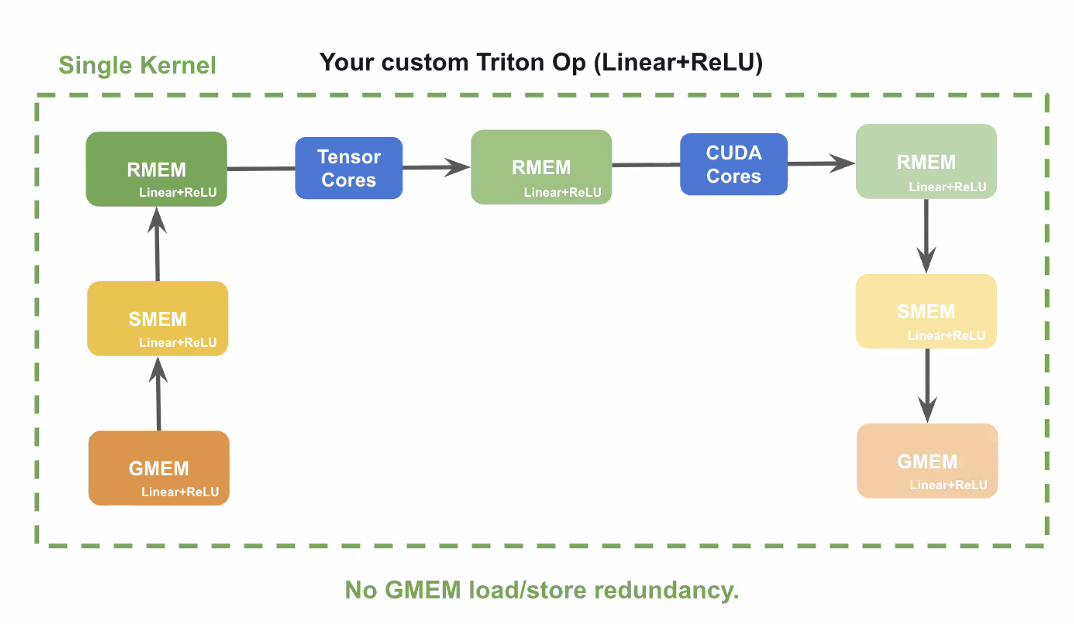 Single Kernel
Your custom Triton Op (Linear+ReLU)
RMEM
Linear+ReLU
Tensor
Cores
RMEM
Linear+ReLU
CUDA
Cores
RMEM
Linear+ReLU
SMEM
Linear+ReLU
SMEM
Linear+ReLU
GMEM
Linear+ReLU
GMEM
Linear+ReLU
No GMEM load/store redundancy.